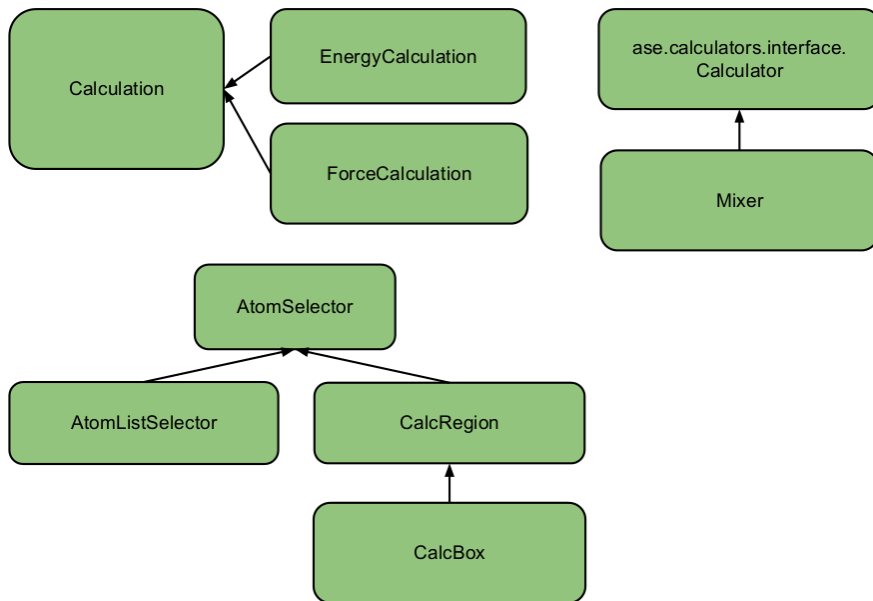 Calculation
EnergyCalculation
ForceCalculation
ase.calculators.interface.
Calculator
Mixer
AtomSelector
AtomListSelector
CalcRegion
CalcBox